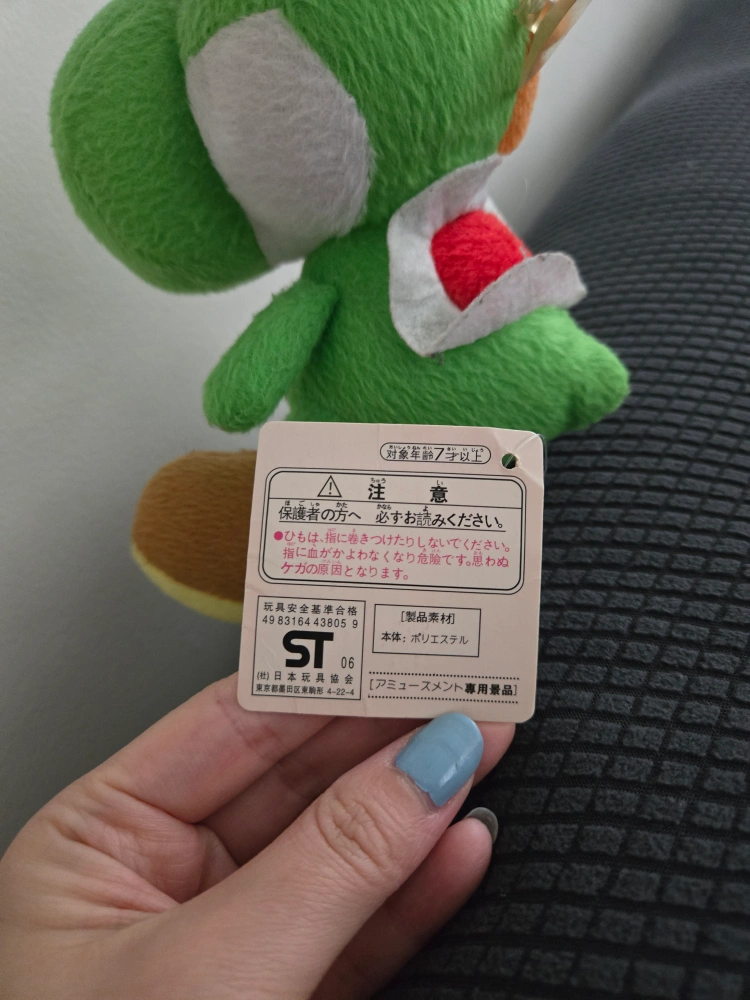 対象年齢7才以上
注意
保護者の方へ 必ずお読みください。
●ひもは、指に巻きつけたりしないでください。
指に血がかよわなくなり危険です。思わぬ
ケガの原因となります。
玩具安全基準合格
49 83164 43805 9
ST 06
(社)日本玩具協会
東京都墨田区東駒形 4-22-4
[製品素材]
本体:ポリエステル
[アミューズメント専用景品]